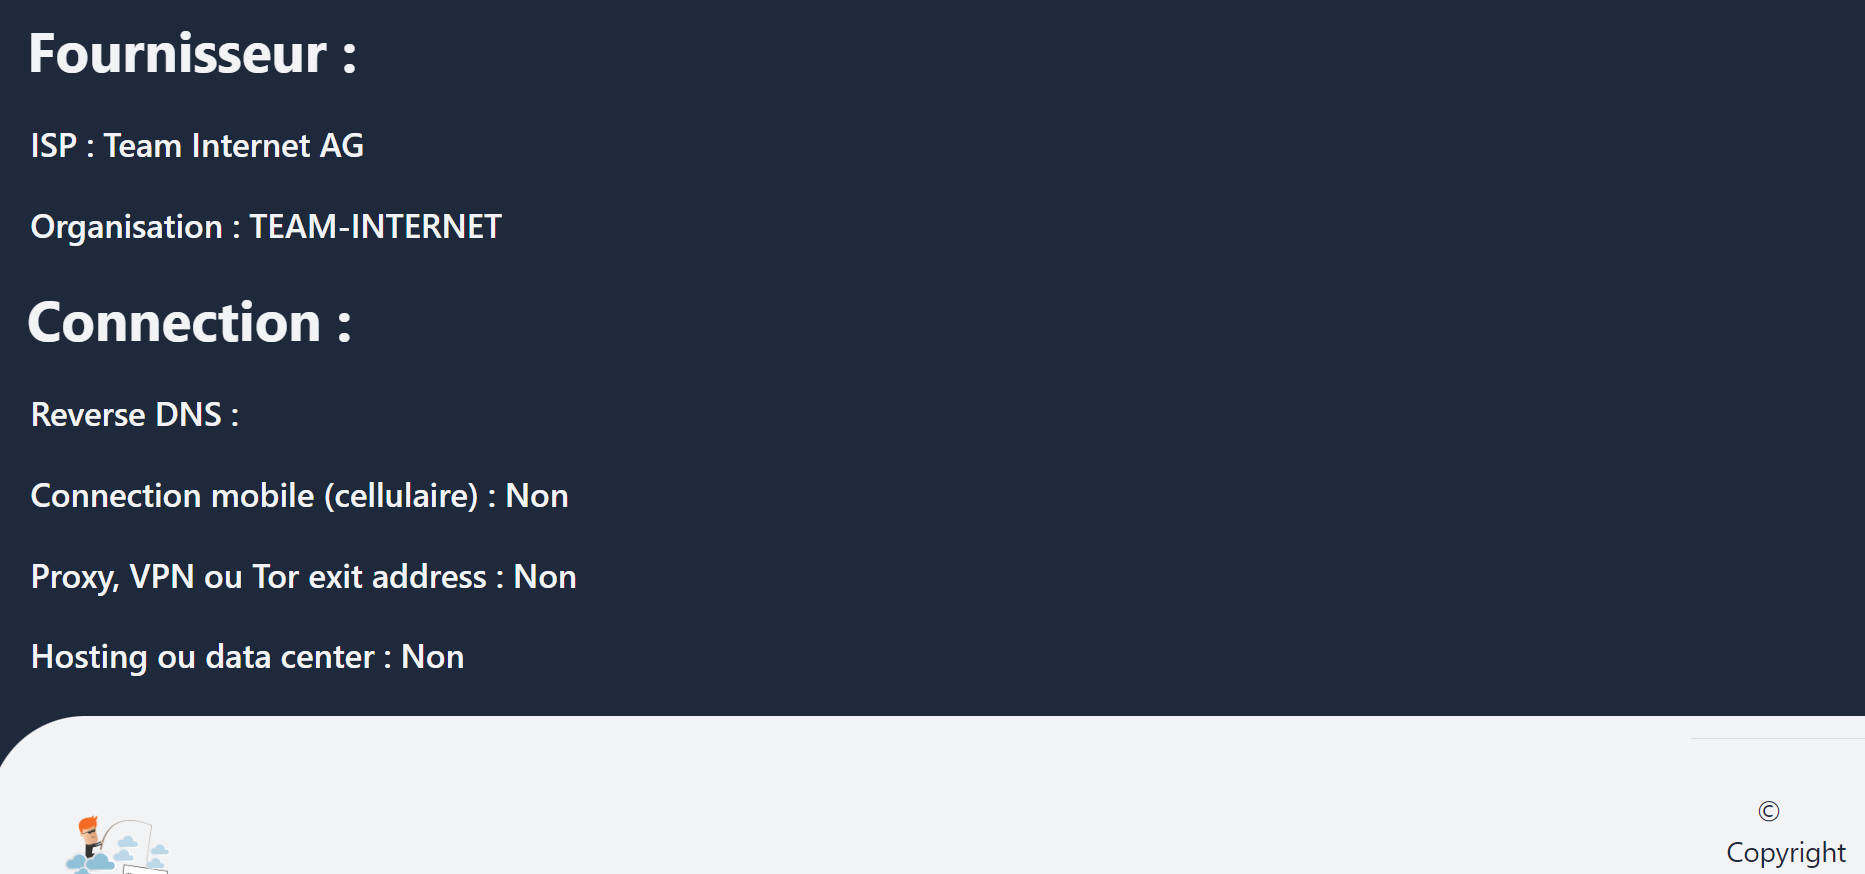 Fournisseur :
ISP : Team Internet AG
Organisation : TEAM-INTERNET
Connection :
Reverse DNS :
Connection mobile (cellulaire) : Non
Proxy, VPN ou Tor exit address : Non
Hosting ou data center : Non
©
Copyright